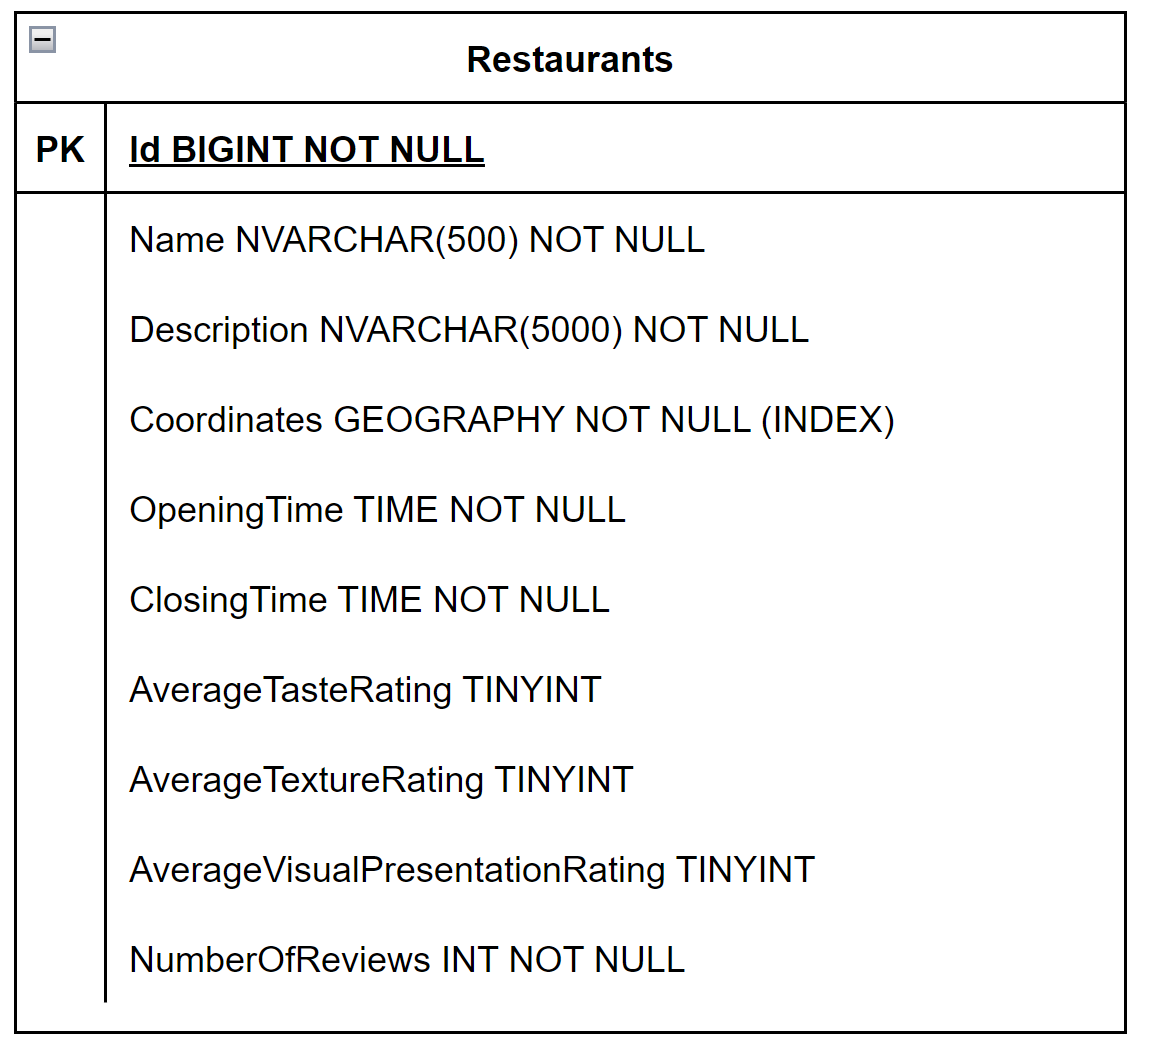 Restaurants
PK Id BIGINT NOT NULL
Name NVARCHAR(500) NOT NULL
Description NVARCHAR(5000) NOT NULL
Coordinates GEOGRAPHY NOT NULL (INDEX)
OpeningTime TIME NOT NULL
ClosingTime TIME NOT NULL
AverageTasteRating TINYINT
AverageTextureRating TINYINT
AverageVisualPresentationRating TINYINT
NumberOfReviews INT NOT NULL